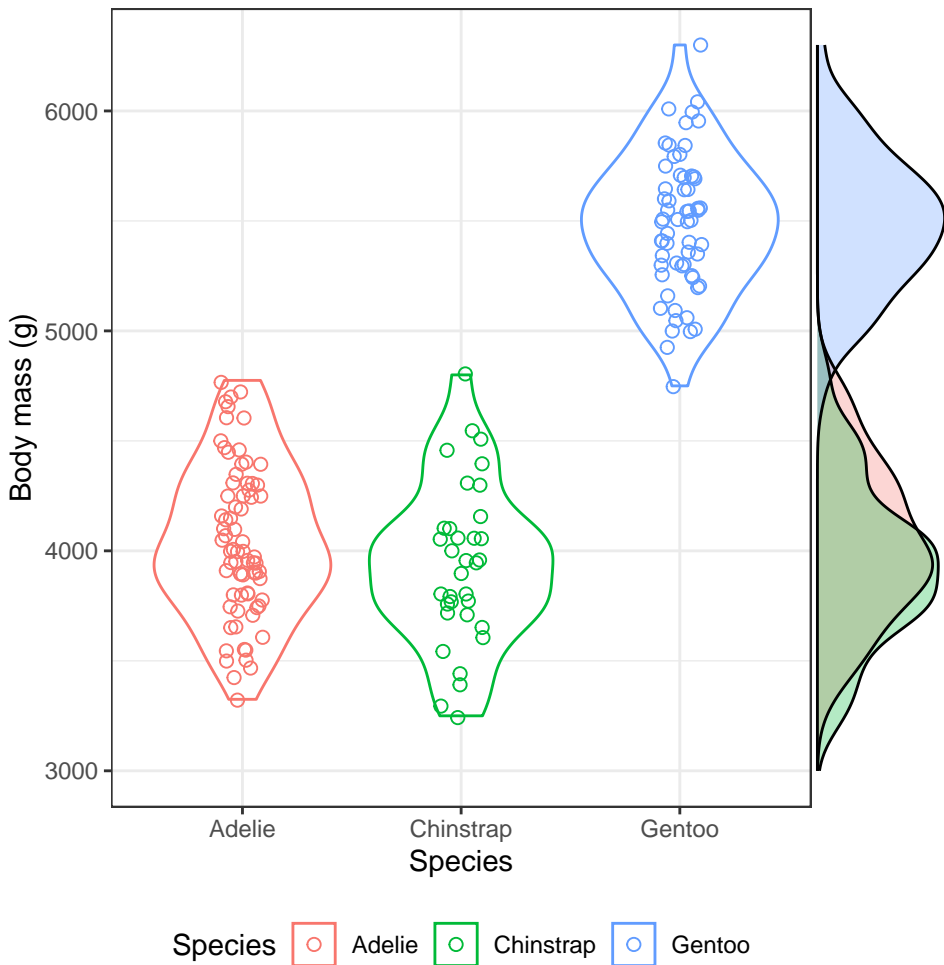 Body mass (g)
6000
5000
4000
3000
Adelie Chinstrap Gentoo
Species
Species Adelie Chinstrap Gentoo